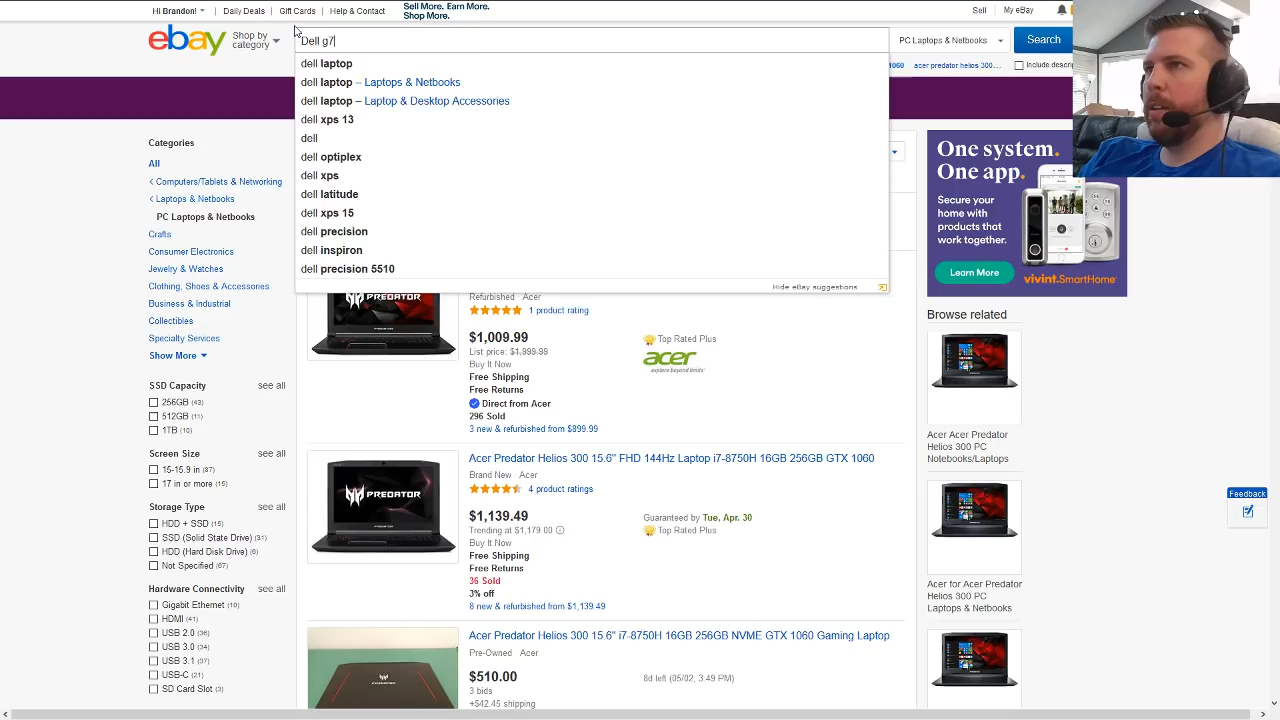 Hi Brandon!
Daily Deals
Gift Cards
Help & Contact
Sell More. Earn More.
Shop More.
Sell
My eBay
ebay
Shop by
category
Dell g7
PC Laptops & Netbooks
Search
1060
acer predator helios 300...
Include descri
dell laptop
dell laptop – Laptops & Netbooks
dell laptop – Laptop & Desktop Accessories
dell xps 13
dell
dell optiplex
dell xps
dell latitude
dell xps 15
dell precision
dell inspiron
dell precision 5510
Hide eBay suggestions
Categories
All
Computers/Tablets & Networking
Laptops & Netbooks
PC Laptops & Netbooks
Crafts
Consumer Electronics
Jewelry & Watches
Clothing, Shoes & Accessories
Business & Industrial
Collectibles
Specialty Services
Show More
SSD Capacity
see all
256GB (43)
512GB (11)
1TB (10)
Screen Size
see all
15-15.9 in (87)
17 in or more (15)
Storage Type
see all
HDD + SSD (15)
SSD (Solid State Drive) (31)
HDD (Hard Disk Drive) (6)
Not Specified (67)
Hardware Connectivity
see all
Gigabit Ethernet (10)
HDMI (41)
USB 2.0 (36)
USB 3.0 (34)
USB 3.1 (37)
USB-C (30)
SD Card Slot (3)
PREDATOR
Refurbished · Acer
1 product rating
$1,009.99
List price: $1,999.99
Buy It Now
Free Shipping
Free Returns
Direct from Acer
296 Sold
3 new & refurbished from $899.99
Top Rated Plus
acer
explore beyond limits
PREDATOR
Acer Predator Helios 300 15.6" FHD 144Hz Laptop i7-8750H 16GB 256GB GTX 1060
Brand New · Acer
4 product ratings
$1,139.49
Trending at $1,179.00
Buy It Now
Free Shipping
Free Returns
36 Sold
3% off
8 new & refurbished from $1,139.49
Guaranteed by Tue, Apr. 30
Top Rated Plus
PREDATOR
Acer Predator Helios 300 15.6" i7-8750H 16GB 256GB NVME GTX 1060 Gaming Laptop
Pre-Owned · Acer
$510.00
3 bids
+$42.45 shipping
8d left (05/02, 3:49 PM)
One system.
One app.
Secure your
home with
products that
work together.
Learn More
vivint.SmartHome
Browse related
Acer Acer Predator
Helios 300 PC
Notebooks/Laptops
Acer for Acer Predator
Helios 300 PC
Laptops & Netbooks
Feedback